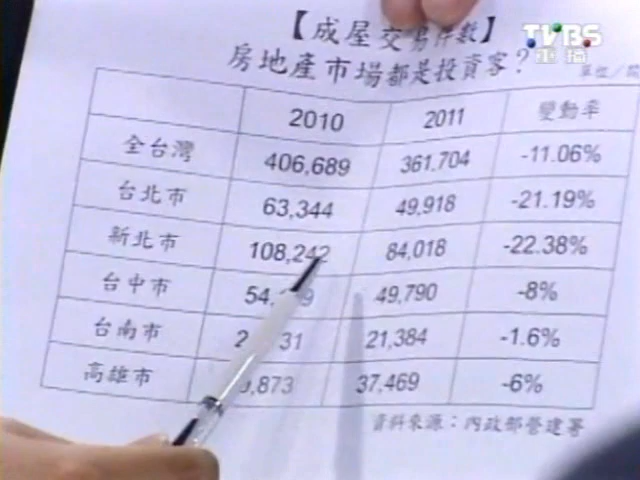 TVBS
重播
【成屋交易件數】
房地產市場都是投資客？
單位／
2010 2011 變動率
全台灣 406,689 361,704 -11.06%
台北市 63,344 49,918 -21.19%
新北市 108,242 84,018 -22.38%
台中市 49,790 -8%
台南市 21,384 -1.6%
高雄市 37,469 -6%
資料來源：內政部營建署